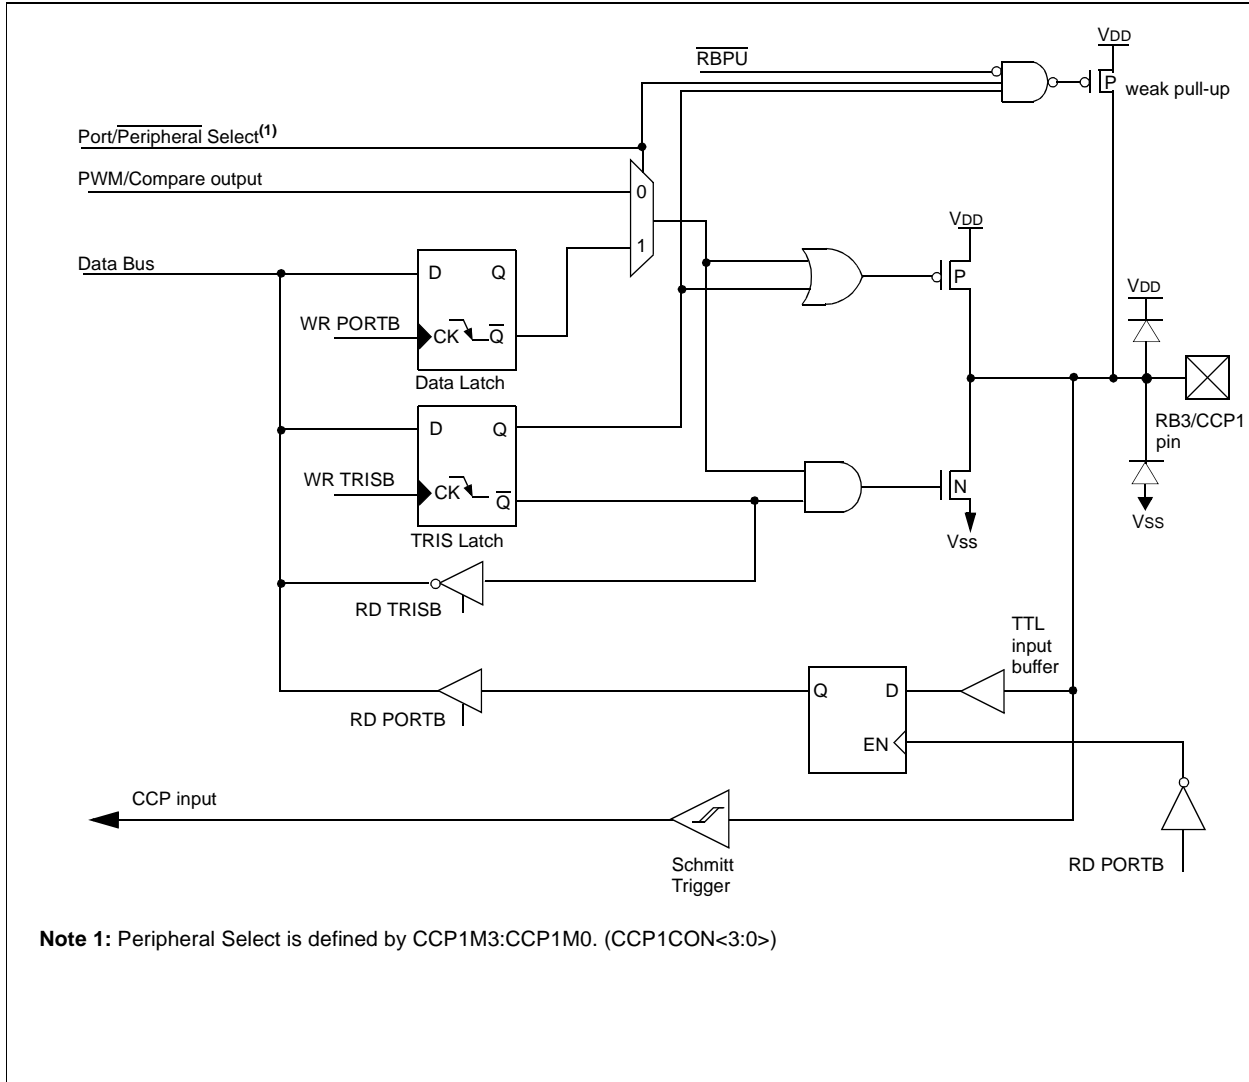 VDD
RBPU
P
weak pull-up
Port/Peripheral Select(1)
PWM/Compare output
0
1
VDD
Data Bus
D
Q
P
VDD
WR PORTB
CK
Q
Data Latch
D
Q
RB3/CCP1
pin
WR TRISB
CK
Q
N
TRIS Latch
Vss
Vss
RD TRISB
TTL
input
buffer
Q
D
RD PORTB
EN
CCP input
Schmitt
Trigger
RD PORTB
Note 1: Peripheral Select is defined by CCP1M3:CCP1M0. (CCP1CON<3:0>)